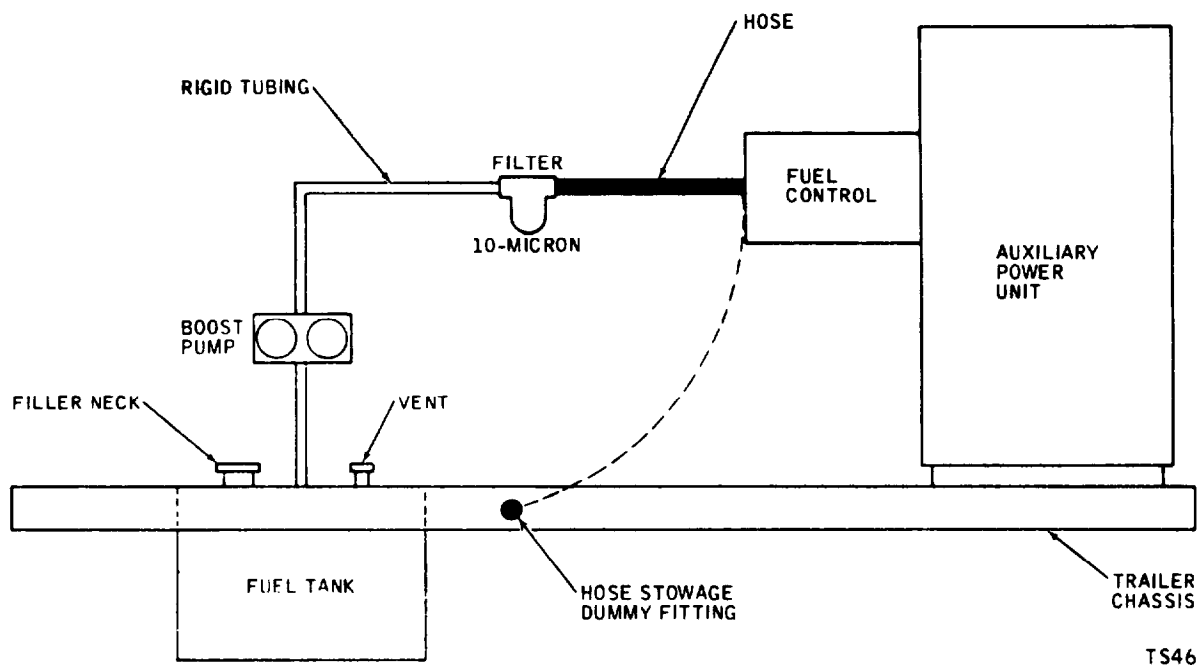 HOSE
RIGID TUBING
FILTER
10-MICRON
FUEL
CONTROL
AUXILIARY
POWER
UNIT
BOOST
PUMP
FILLER NECK
VENT
FUEL TANK
HOSE STOWAGE
DUMMY FITTING
TRAILER
CHASSIS
TS46